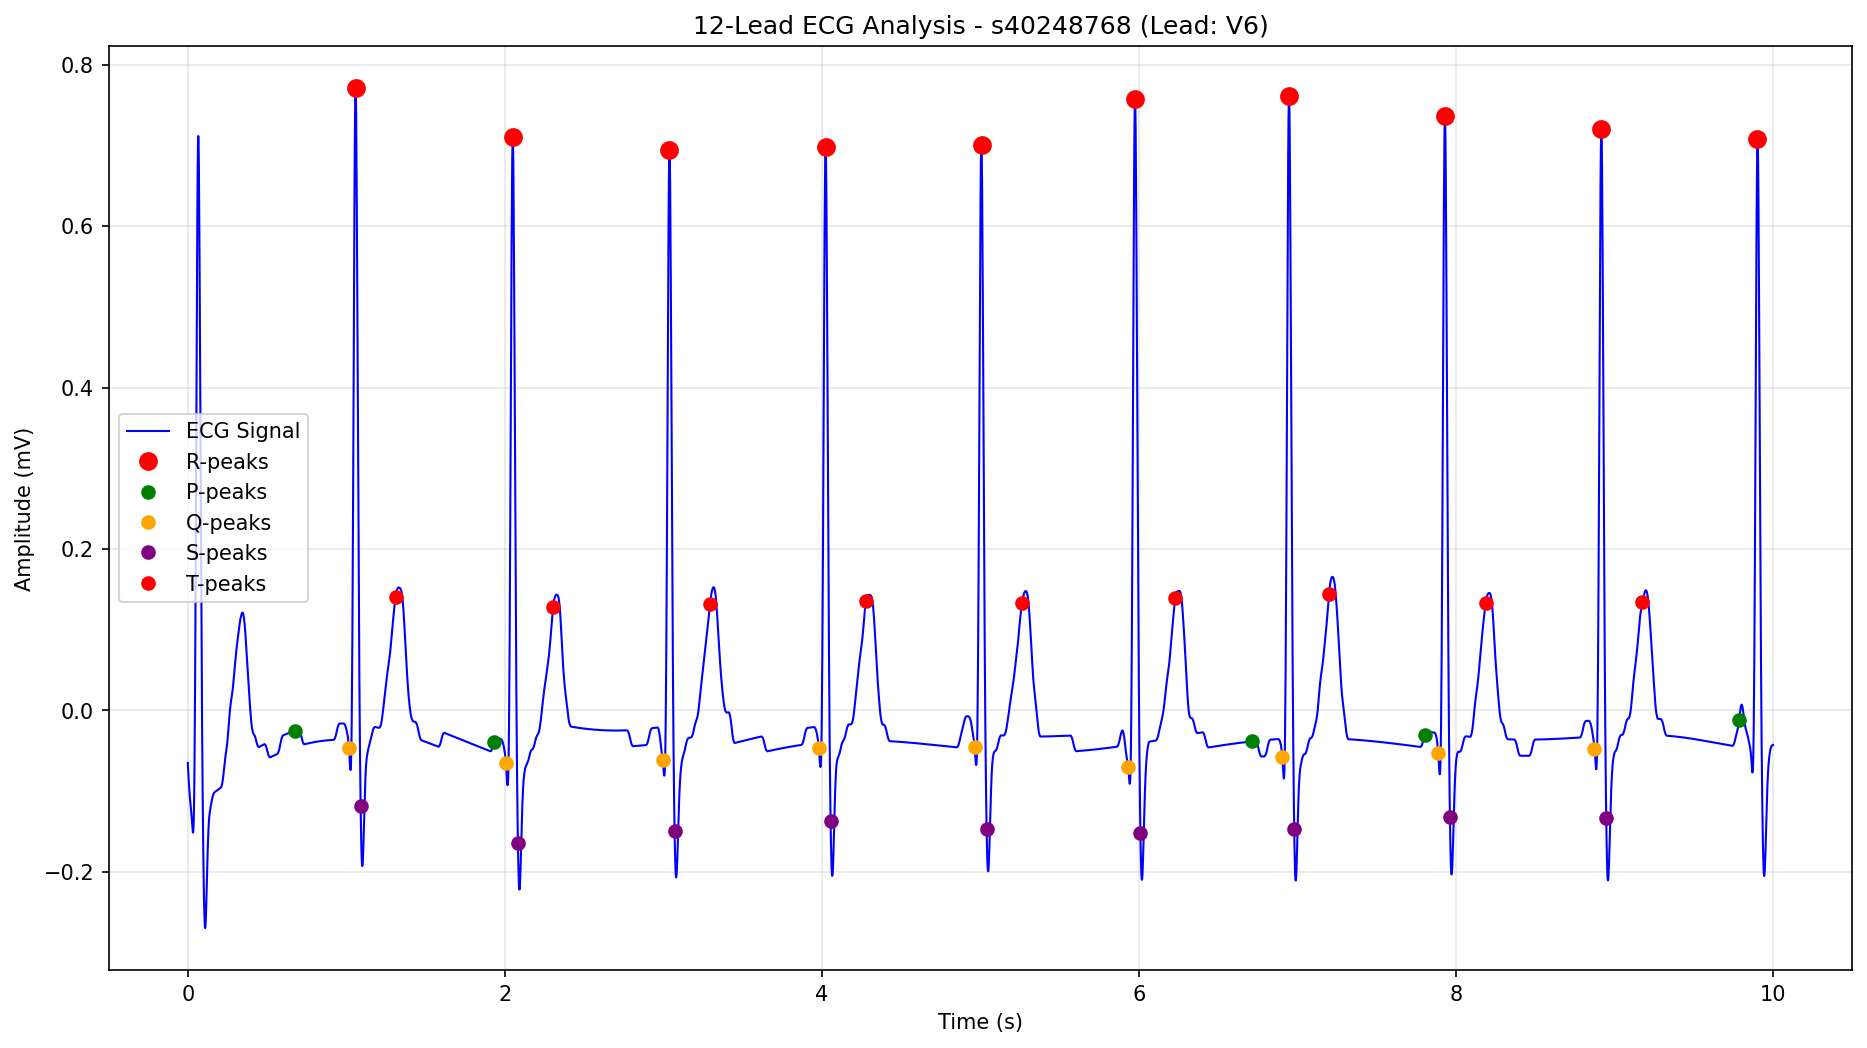 12-Lead ECG Analysis - s40248768 (Lead: V6)
0.8
0.6
0.4
0.2
0.0
−0.2
Amplitude (mV)
ECG Signal
R-peaks
P-peaks
Q-peaks
S-peaks
T-peaks
0 2 4 6 8 10
Time (s)